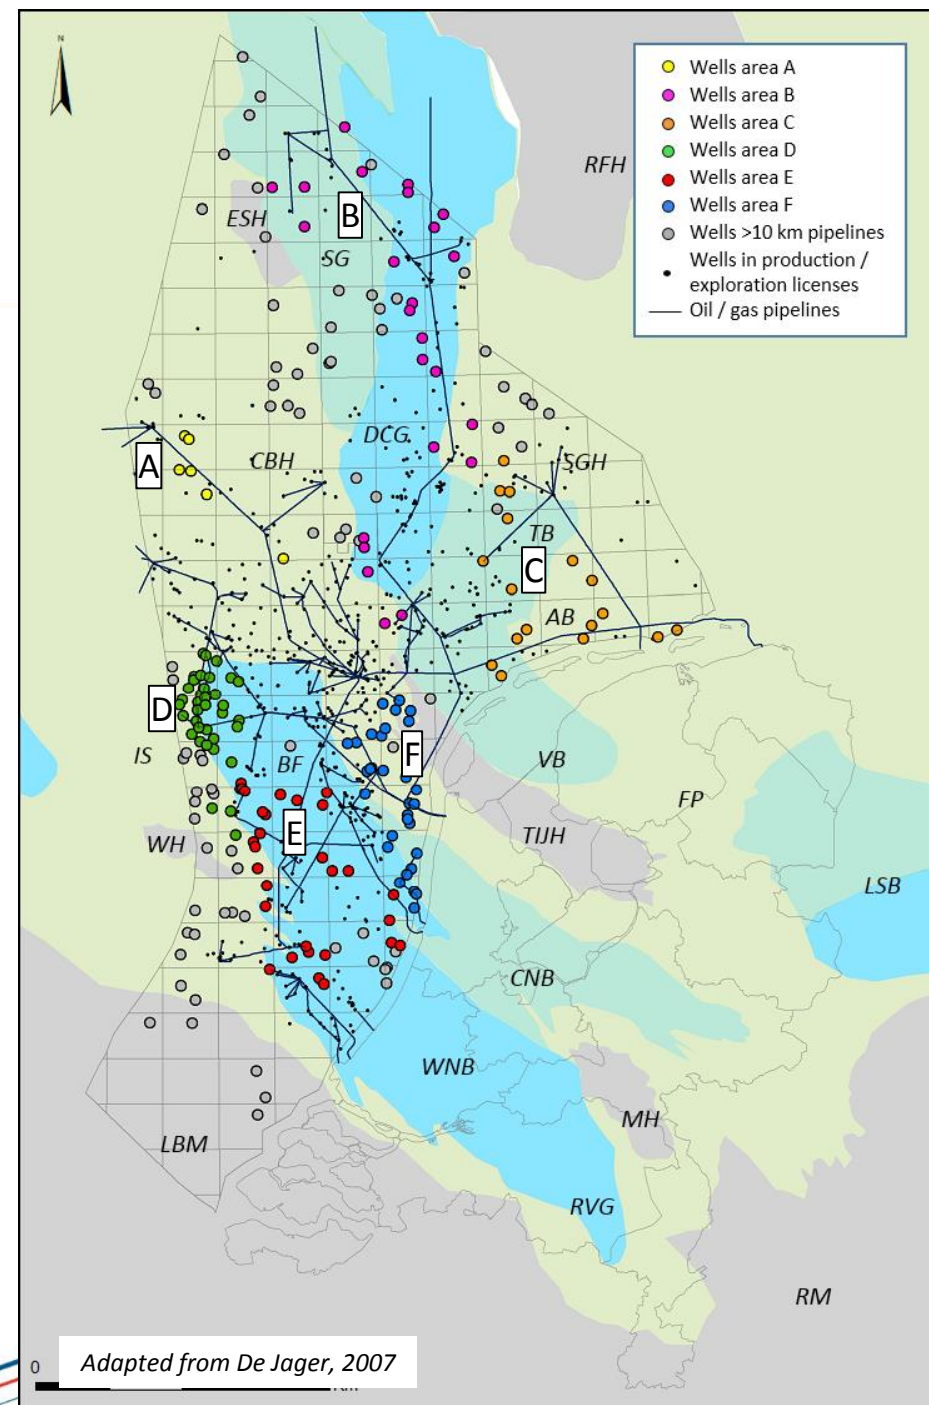 N
Wells area A
Wells area B
Wells area C
Wells area D
Wells area E
Wells area F
Wells >10 km pipelines
Wells in production /
exploration licenses
Oil / gas pipelines
RFH
ESH
B
SG
DCG
A
CBH
SGH
TB
C
AB
D
IS
BF
F
VB
FP
E
WH
TIJH
LSB
CNB
WNB
MH
LBM
RVG
RM
0
Adapted from De Jager, 2007